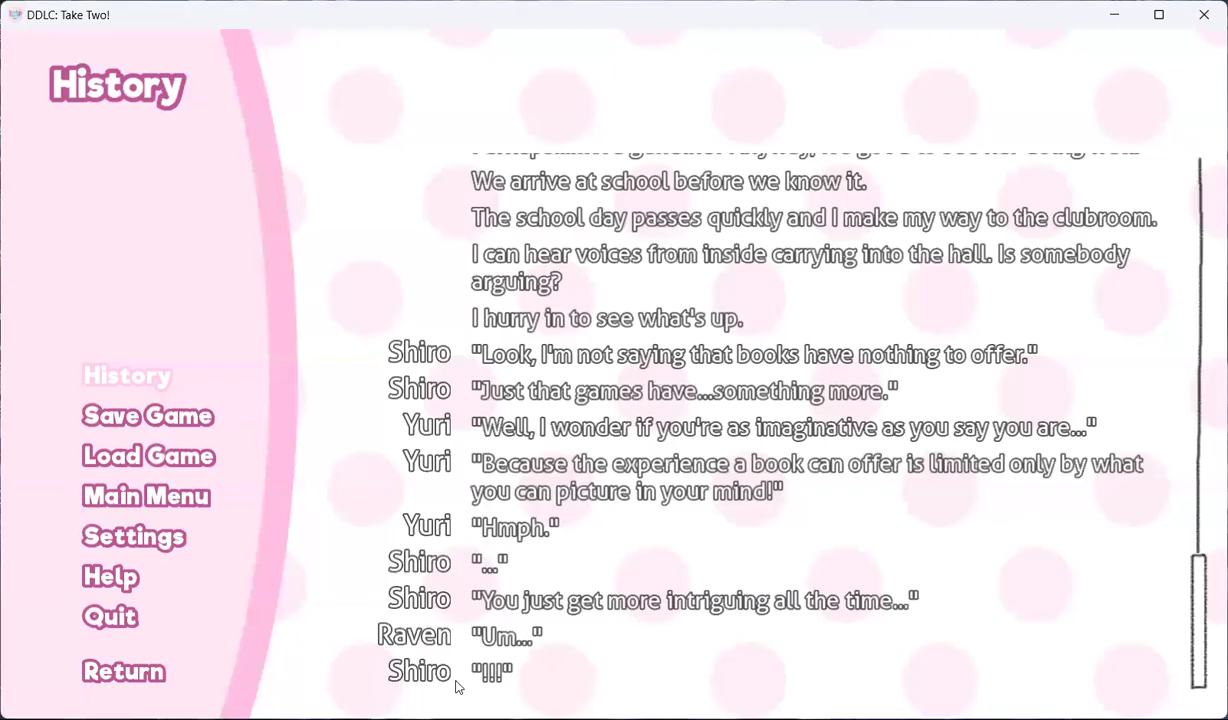 DDLC: Take Two!
History
We arrive at school before we know it.
The school day passes quickly and I make my way to the clubroom.
I can hear voices from inside carrying into the hall. Is somebody
arguing?
I hurry in to see what's up.
Shiro "Look, I'm not saying that books have nothing to offer."
Shiro "Just that games have...something more."
Yuri "Well, I wonder if you're as imaginative as you say you are..."
Yuri "Because the experience a book can offer is limited only by what
you can picture in your mind!"
Yuri "Hmph."
Shiro "..."
Shiro "You just get more intriguing all the time..."
Raven "Um..."
Shiro "!!!"
History
Save Game
Load Game
Main Menu
Settings
Help
Quit
Return